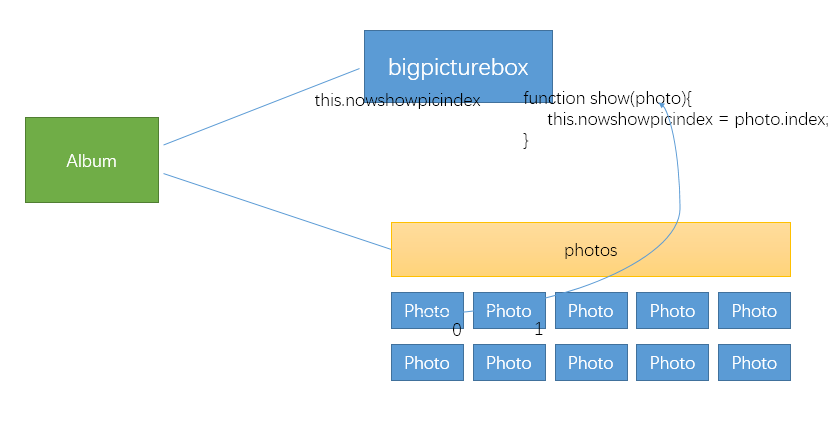 bigpicturebox
this.nowshowpicindex
function show(photo){
this.nowshowpicindex = photo.index;
}
Album
photos
Photo Photo Photo Photo Photo
0 1
Photo Photo Photo Photo Photo